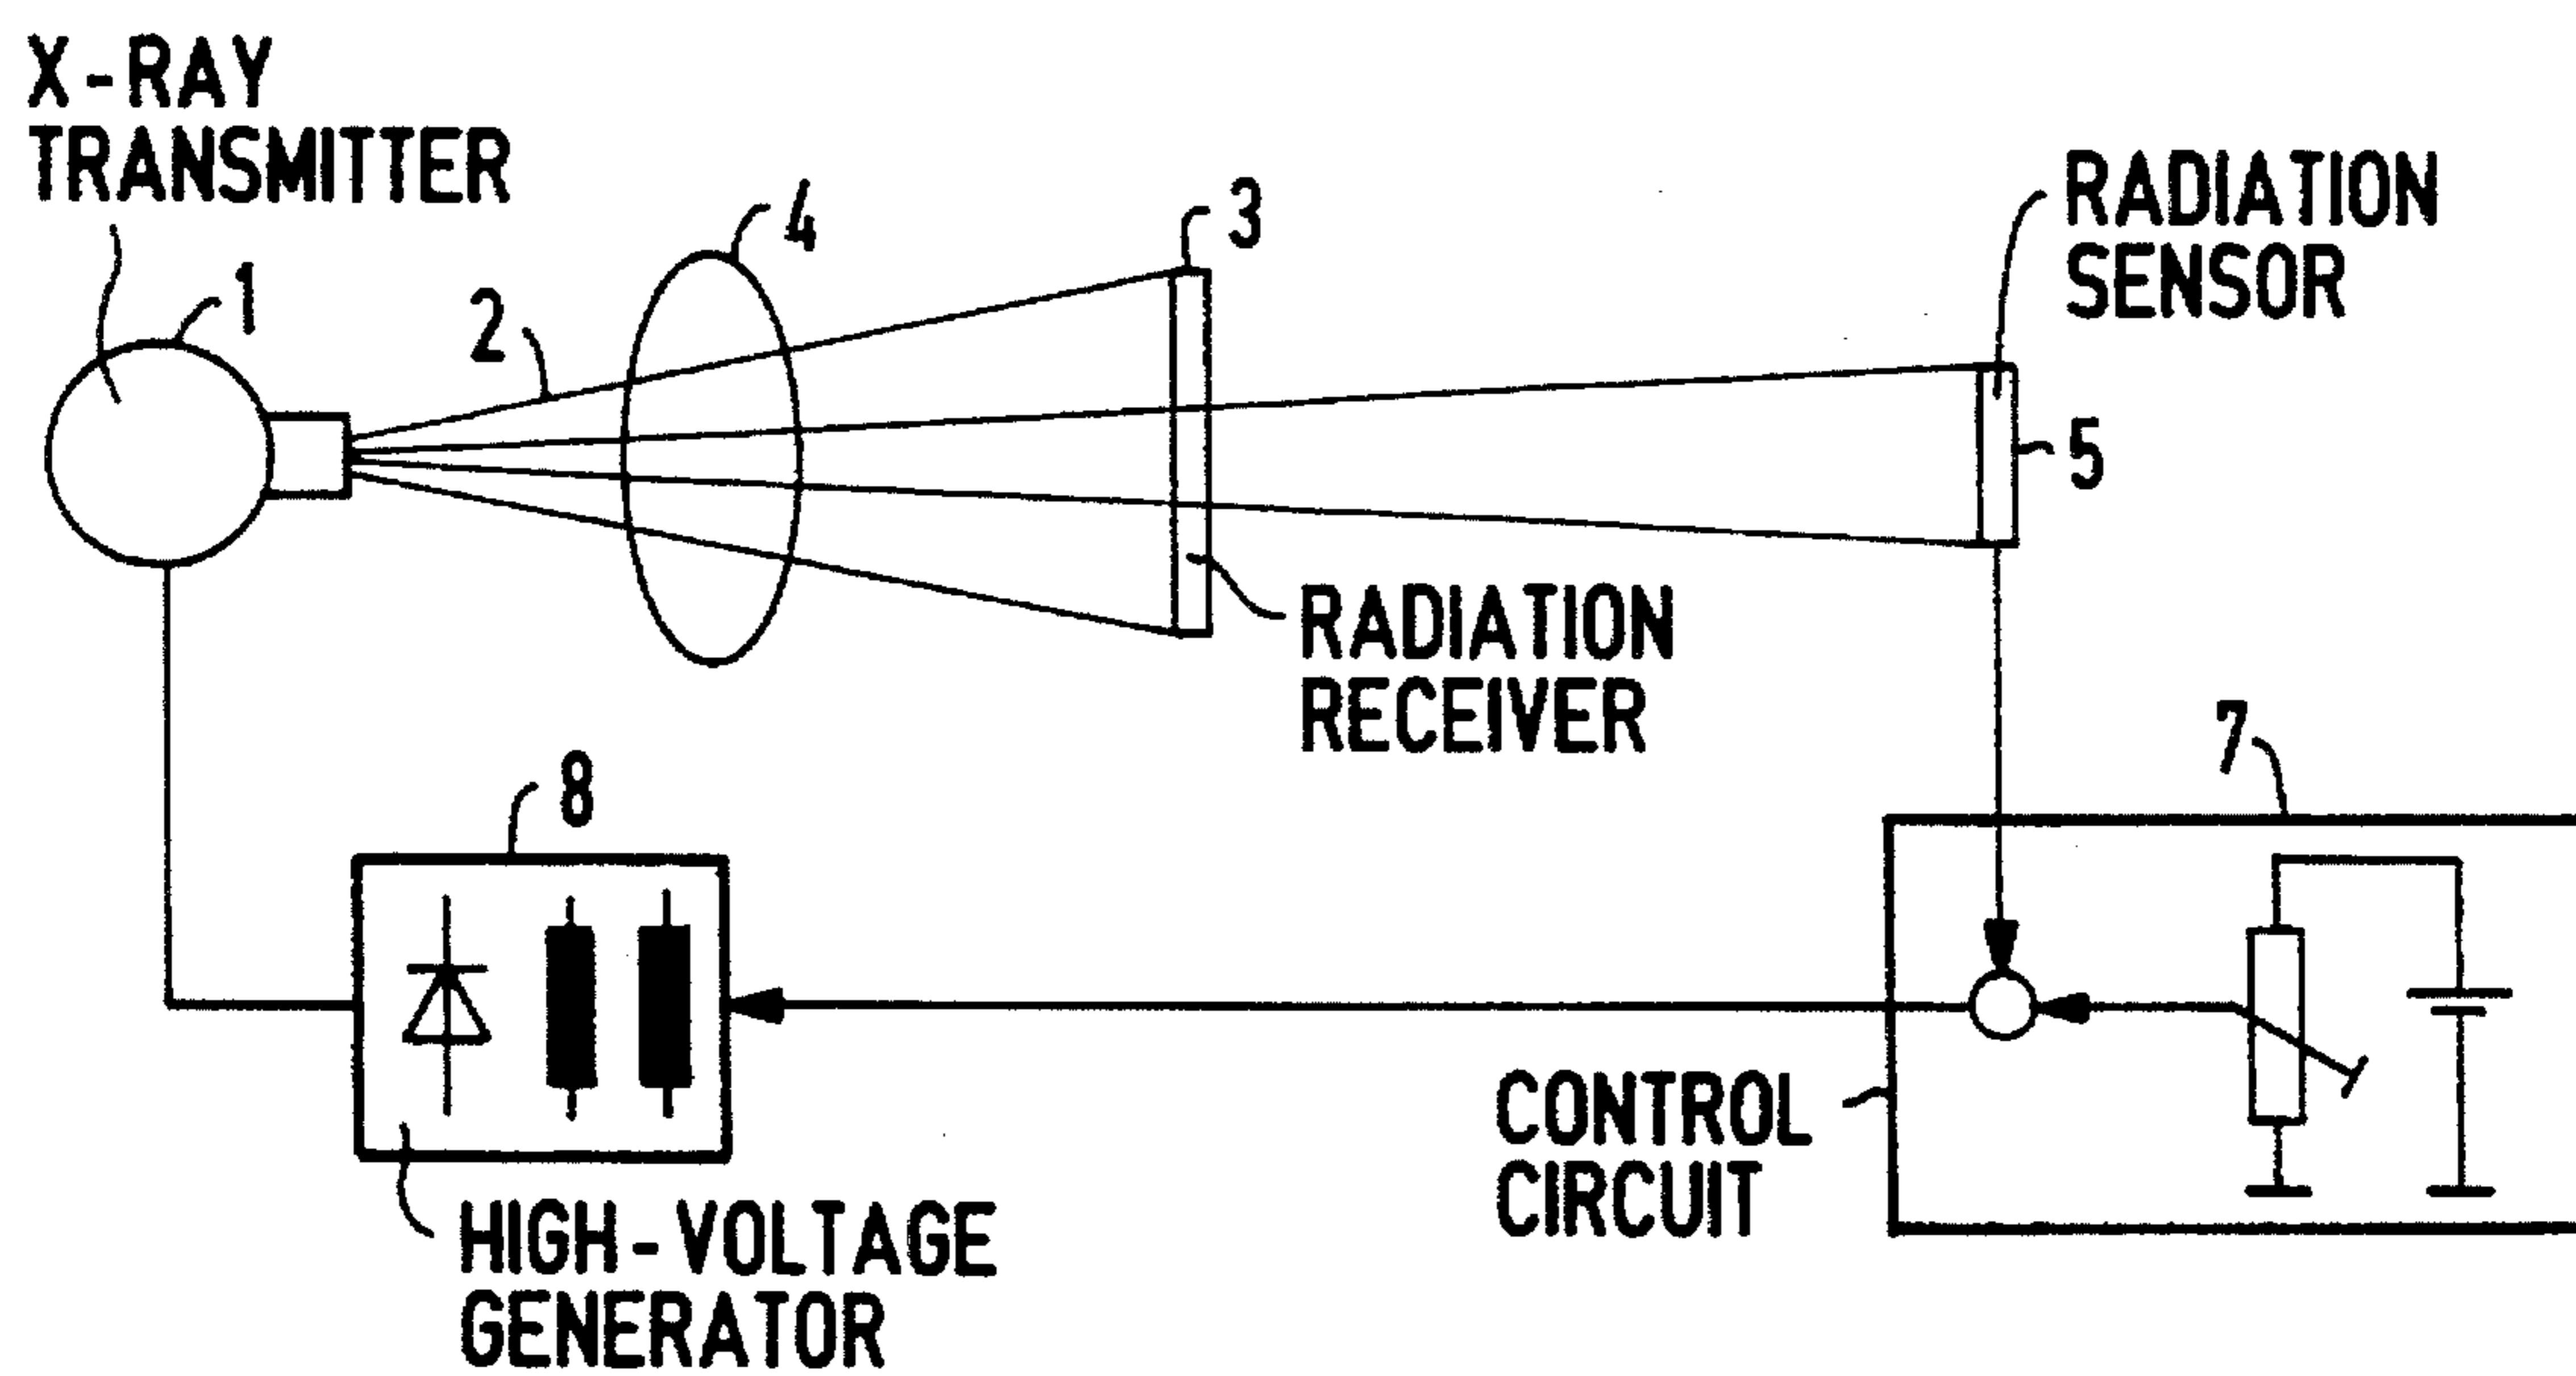 X-RAY
TRANSMITTER
1
2
4
3
RADIATION
SENSOR
5
RADIATION
RECEIVER
7
8
CONTROL
CIRCUIT
HIGH-VOLTAGE
GENERATOR